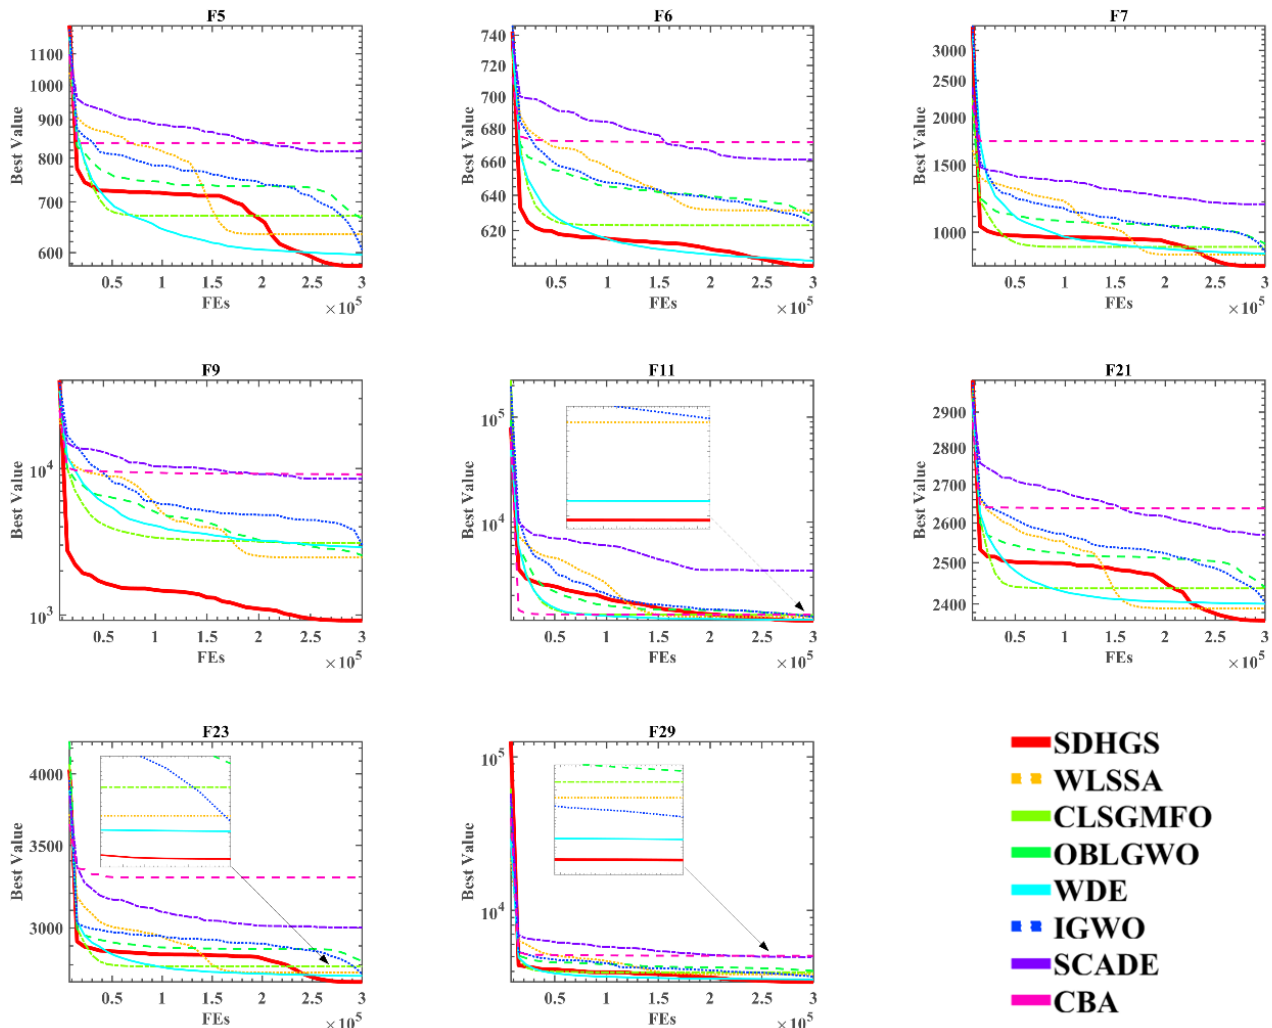 F5
Best Value
1100
1000
900
800
700
600
0.5 1 1.5 2 2.5 3
FEs
×10^5
F6
Best Value
740
720
700
680
660
640
620
0.5 1 1.5 2 2.5 3
FEs
×10^5
F7
Best Value
3000
2500
2000
1500
1000
0.5 1 1.5 2 2.5 3
FEs
×10^5
F9
Best Value
10^4
10^3
0.5 1 1.5 2 2.5 3
FEs
×10^5
F11
Best Value
10^5
10^4
0.5 1 1.5 2 2.5 3
FEs
×10^5
F21
Best Value
2900
2800
2700
2600
2500
2400
0.5 1 1.5 2 2.5 3
FEs
×10^5
F23
Best Value
4000
3500
3000
0.5 1 1.5 2 2.5 3
FEs
×10^5
F29
Best Value
10^5
10^4
0.5 1 1.5 2 2.5 3
FEs
×10^5
SDHGS
WLSSA
CLSGMFO
OBLGWO
WDE
IGWO
SCADE
CBA